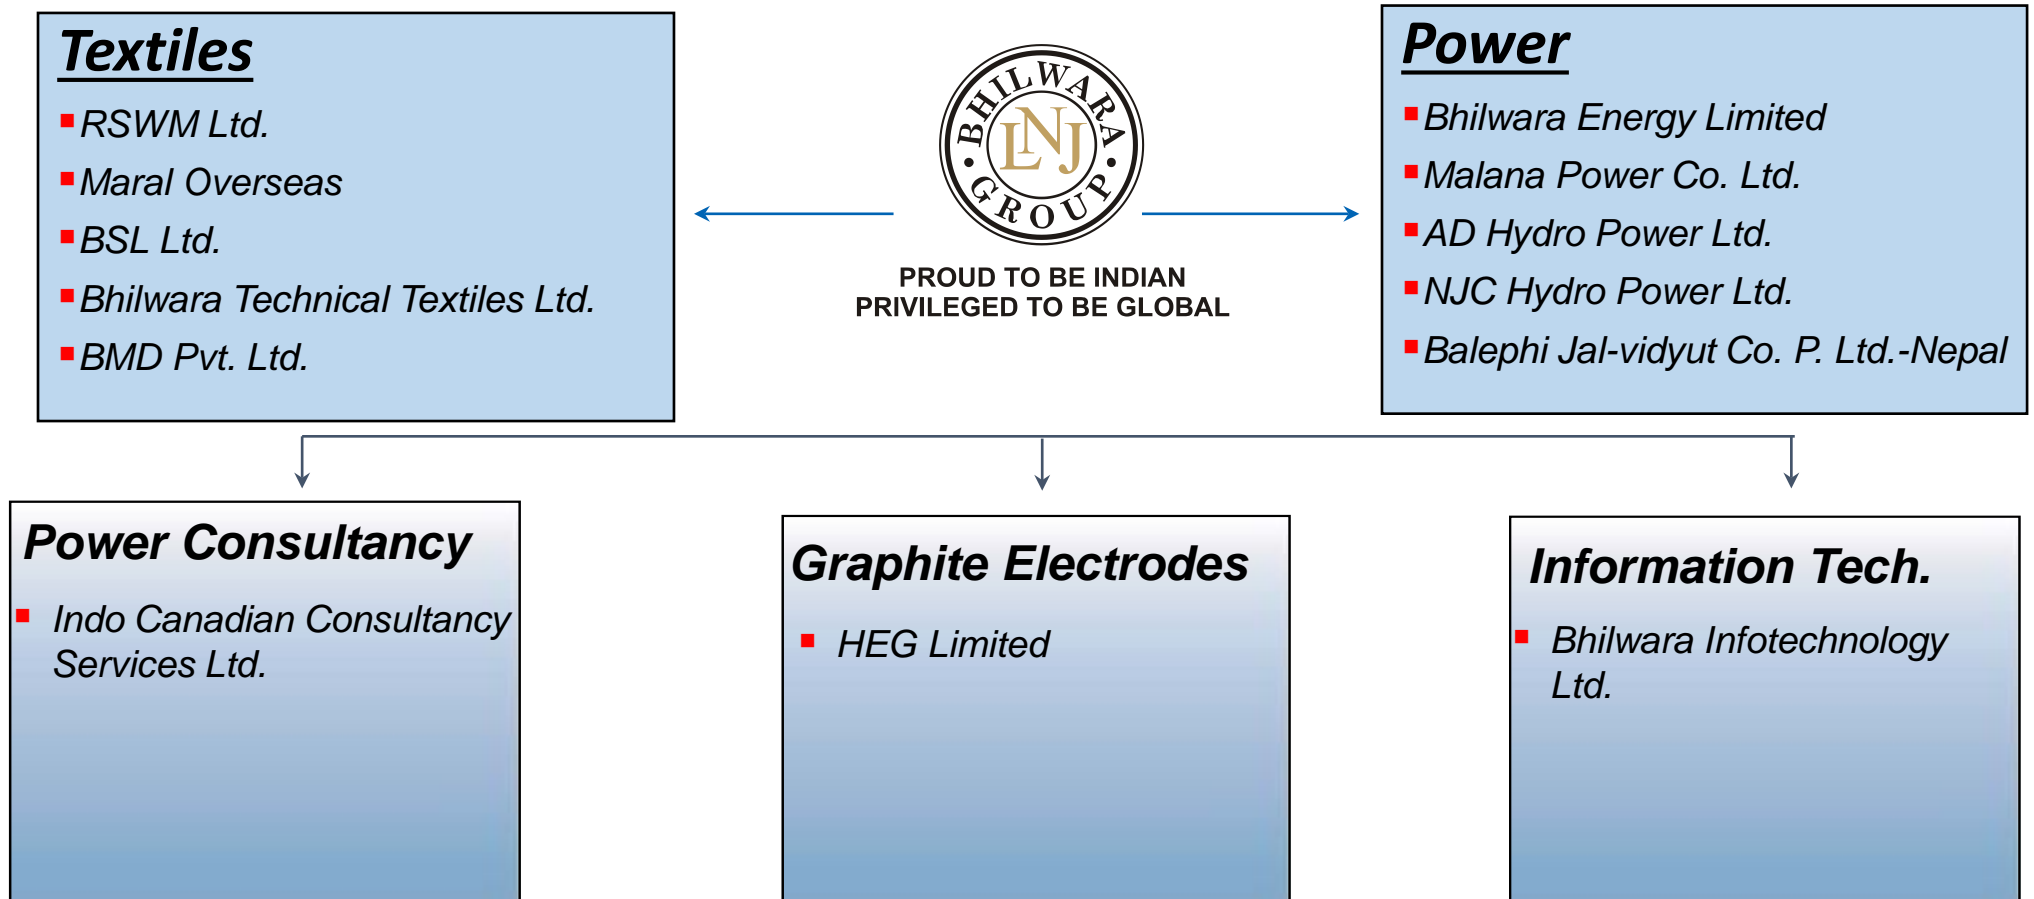 Textiles
RSWM Ltd.
Maral Overseas
BSL Ltd.
Bhilwara Technical Textiles Ltd.
BMD Pvt. Ltd.
BHILWARA
LNJ
GROUP
PROUD TO BE INDIAN
PRIVILEGED TO BE GLOBAL
Power
Bhilwara Energy Limited
Malana Power Co. Ltd.
AD Hydro Power Ltd.
NJC Hydro Power Ltd.
Balephi Jal-vidyut Co. P. Ltd.-Nepal
Power Consultancy
Indo Canadian Consultancy
Services Ltd.
Graphite Electrodes
HEG Limited
Information Tech.
Bhilwara Infotechnology
Ltd.